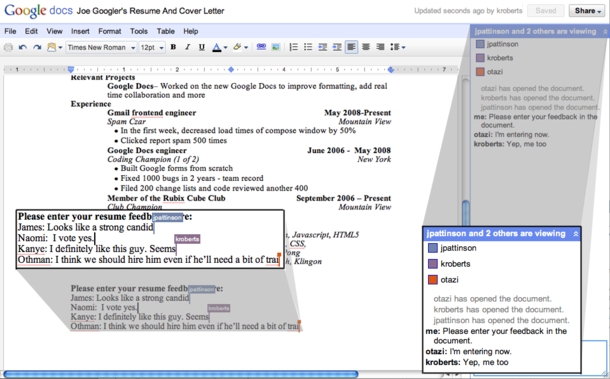 Google docs Joe Googler's Resume And Cover Letter
Updated seconds ago by kroberts Saved Share
File Edit View Insert Format Tools Table Help
Times New Roman 12pt B I U A
1 1 2 3 4 5 6 7
Relevant Projects
Google Docs– Worked on the new Google Docs to improve formatting, add real
time collaboration and more
Experience
Gmail frontend engineer May 2008-Present
Spam Czar Mountain View
• In the first week, decreased load times of compose window by 50%
• Clicked report spam 500 times
Google Docs engineer June 2006 - May 2008
Coding Champion (1 of 2) New York
• Built Google forms from scratch
• Fixed 1000 bugs in 2 years - team record
• Filed 200 change lists and code reviewed another 400
Member of the Rubix Cube Club September 2006 – Present
Club Champion Mountain View
, Javascript, HTML5
, CSS,
h, Klingon
Please enter your resume feedb jpattinson e:
James: Looks like a strong candid
Naomi: I vote yes.
kroberts
Kanye: I definitely like this guy. Seems
Othman: I think we should hire him even if he'll need a bit of trai
Please enter your resume feedb jpattinson e:
James: Looks like a strong candid
Naomi: I vote yes.
kroberts
Kanye: I definitely like this guy. Seems
Othman: I think we should hire him even if he'll need a bit of trai
jpattinson and 2 others are viewing
jpattinson
kroberts
otazi
otazi has opened the document.
kroberts has opened the document.
jpattinson has opened the document.
me: Please enter your feedback in the
document.
otazi: I'm entering now.
kroberts: Yep, me too
jpattinson and 2 others are viewing
jpattinson
kroberts
otazi
otazi has opened the document.
kroberts has opened the document.
jpattinson has opened the document.
me: Please enter your feedback in the
document.
otazi: I'm entering now.
kroberts: Yep, me too